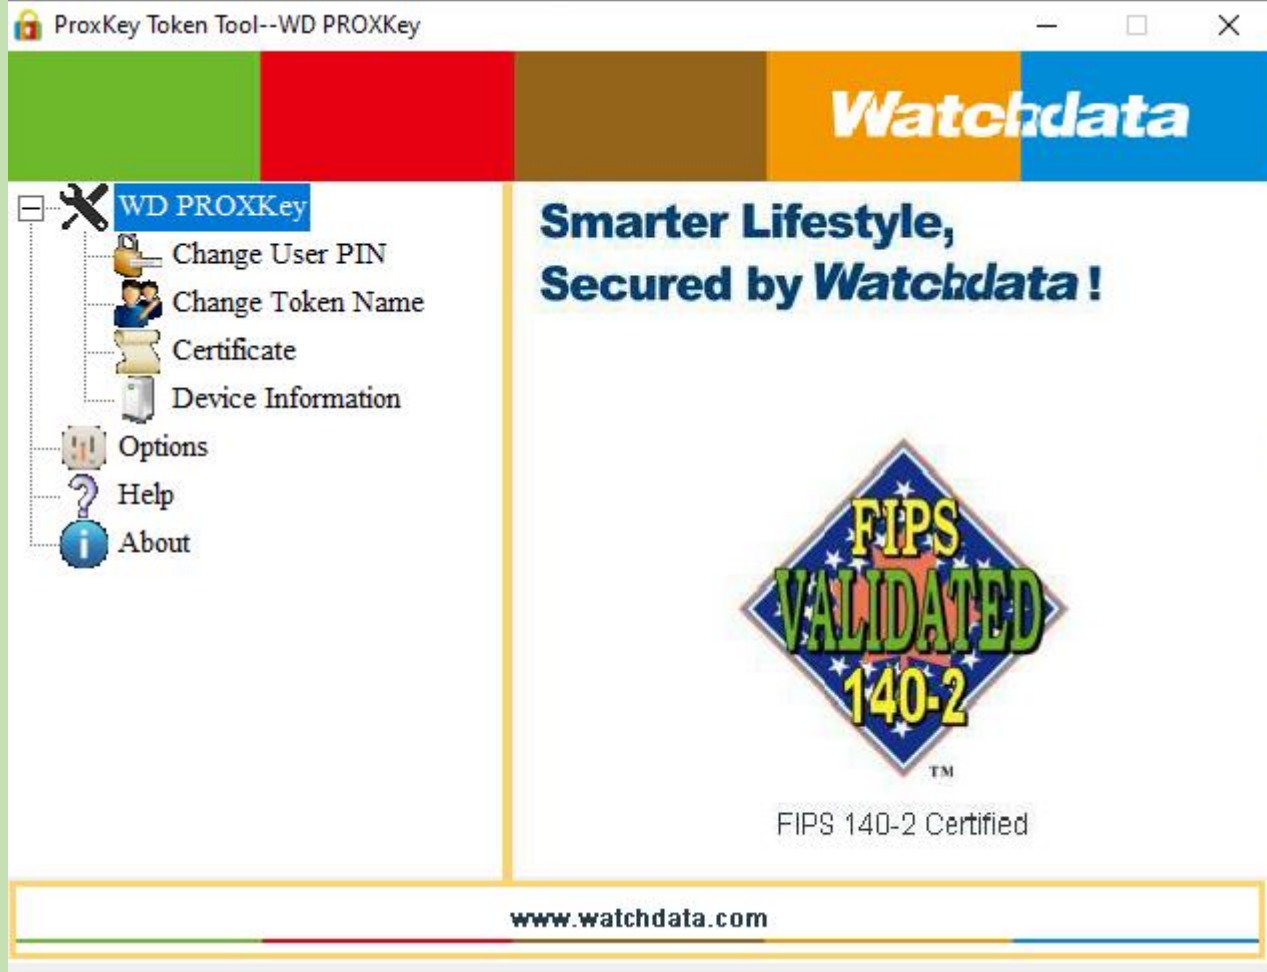 ProxKey Token Tool--WD PROXKey
Watchdata
WD PROXKey
Change User PIN
Change Token Name
Certificate
Device Information
Options
Help
About
Smarter Lifestyle,
Secured by Watchdata!
FIPS
VALIDATED
140-2
TM
FIPS 140-2 Certified
www.watchdata.com